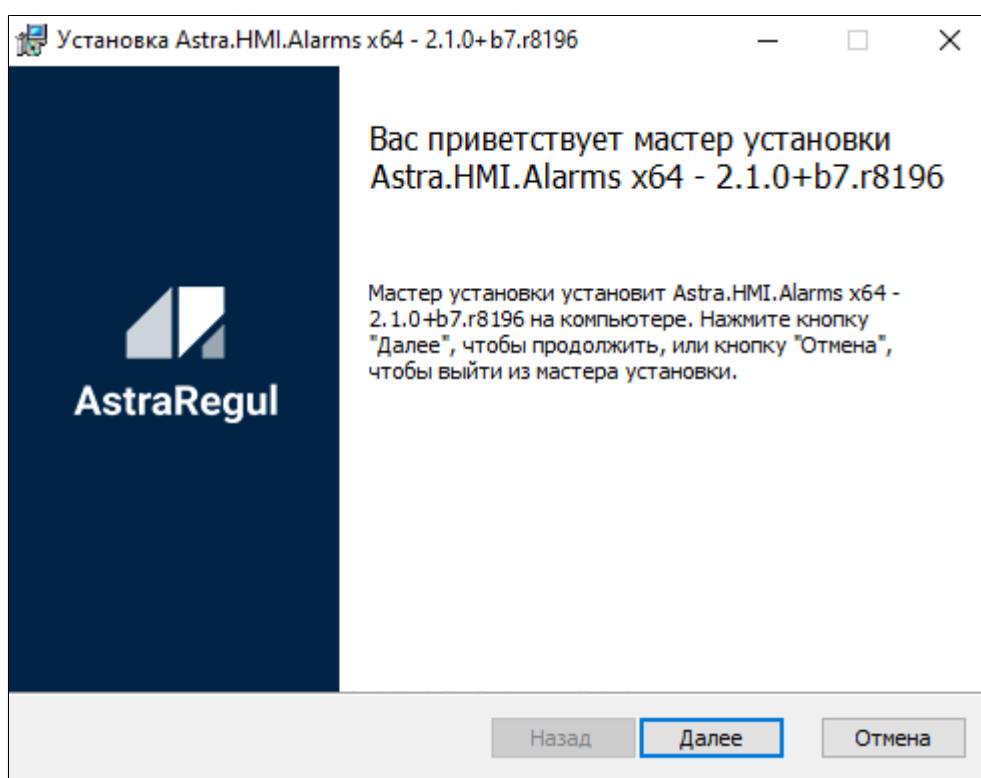 Установка Astra.HMI.Alarms x64 - 2.1.0+b7.r8196
Вас приветствует мастер установки
Astra.HMI.Alarms x64 - 2.1.0+b7.r8196
Мастер установки установит Astra.HMI.Alarms x64 -
2.1.0+b7.r8196 на компьютере. Нажмите кнопку
"Далее", чтобы продолжить, или кнопку "Отмена",
чтобы выйти из мастера установки.
AstraRegul
Назад
Далее
Отмена